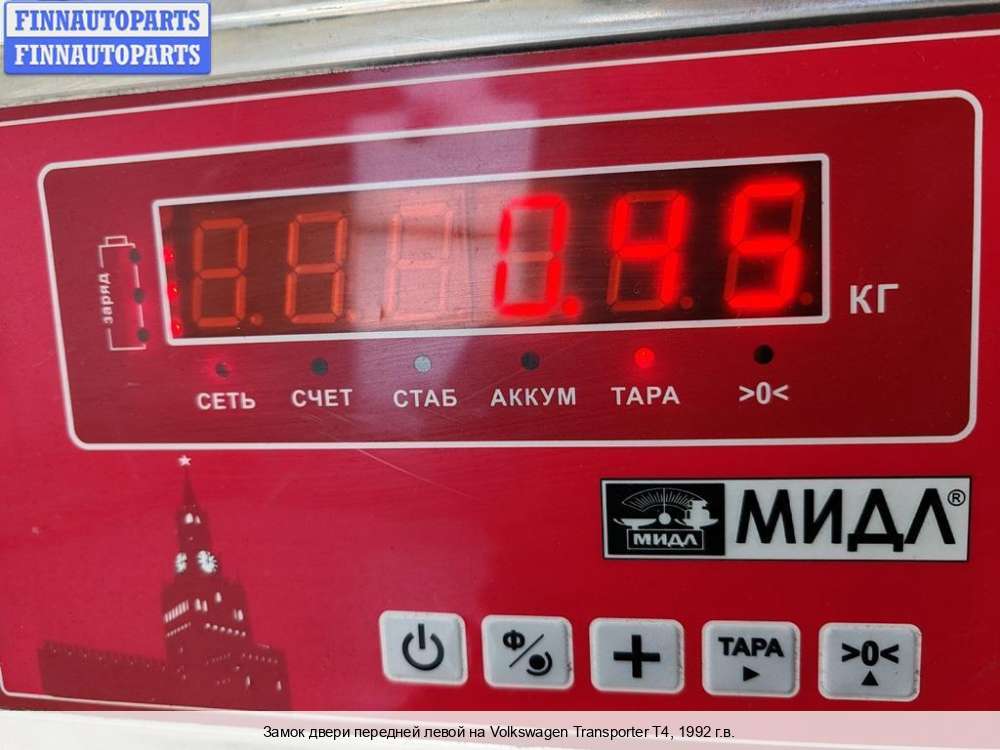 FINNAUTOPARTS
FINNAUTOPARTS
заряд
0.45
КГ
СЕТЬ СЧЕТ СТАБ АККУМ ТАРА >0<
МИДЛ
МИДЛ®
Ф/ + ТАРА >0<
Замок двери передней левой на Volkswagen Transporter T4, 1992 г.в.